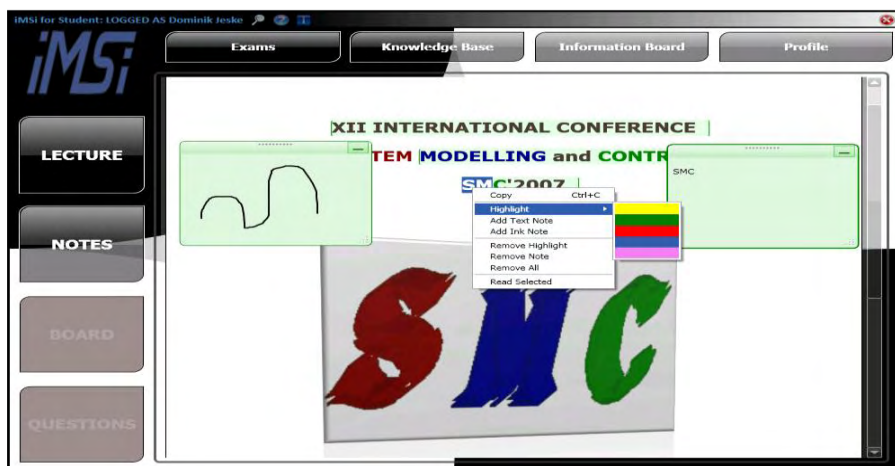 iMSi for Student: LOGGED AS Dominik Jeske
iMSi
Exams
Knowledge Base
Information Board
Profile
LECTURE
NOTES
BOARD
QUESTIONS
XII INTERNATIONAL CONFERENCE
TEM MODELLING and CONTR
SMC'2007
SMC
Copy Ctrl+C
Highlight
Add Text Note
Add Ink Note
Remove Highlight
Remove Note
Remove All
Read Selected
SMC